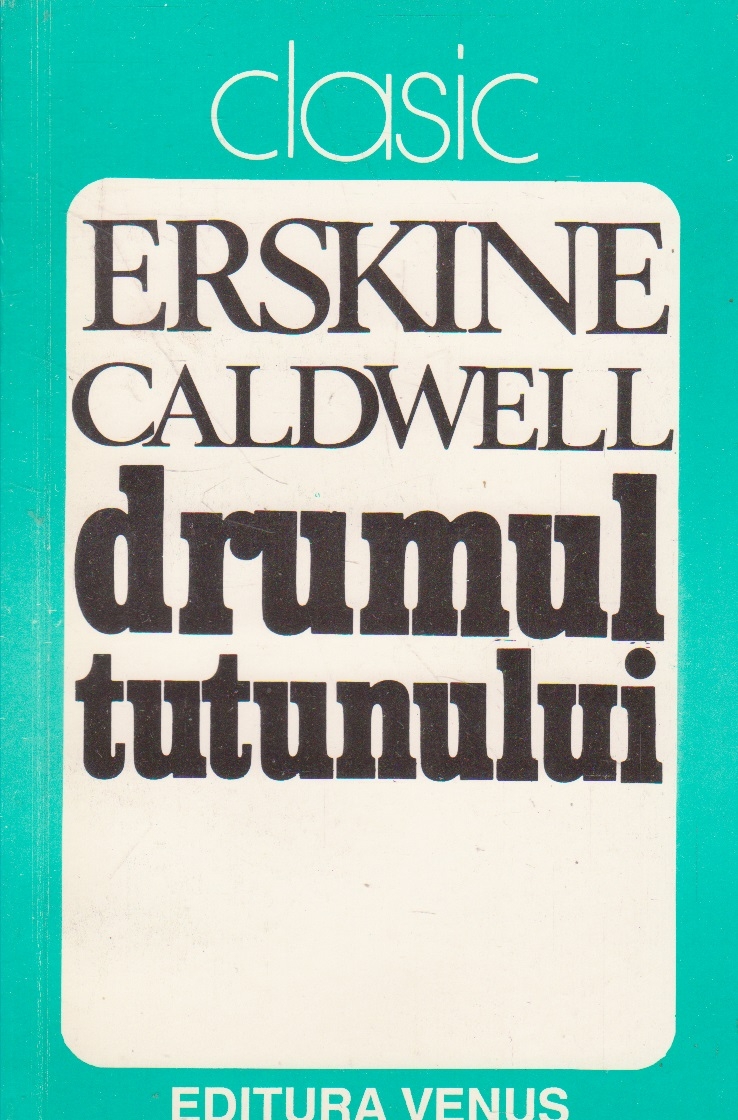 clasic
ERSKINE
CALDWELL
drumul
tutunului
EDITURA VENUS